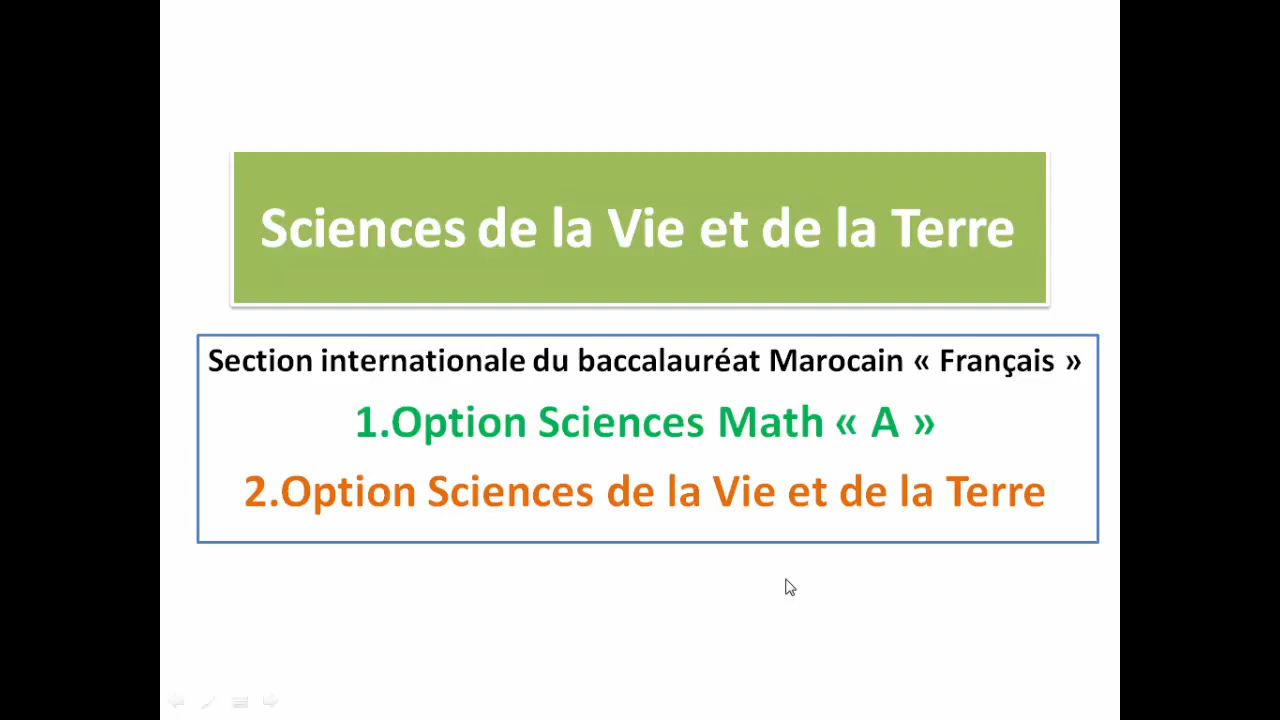 Sciences de la Vie et de la Terre
Section internationale du baccalauréat Marocain « Français »
1.Option Sciences Math « A »
2.Option Sciences de la Vie et de la Terre